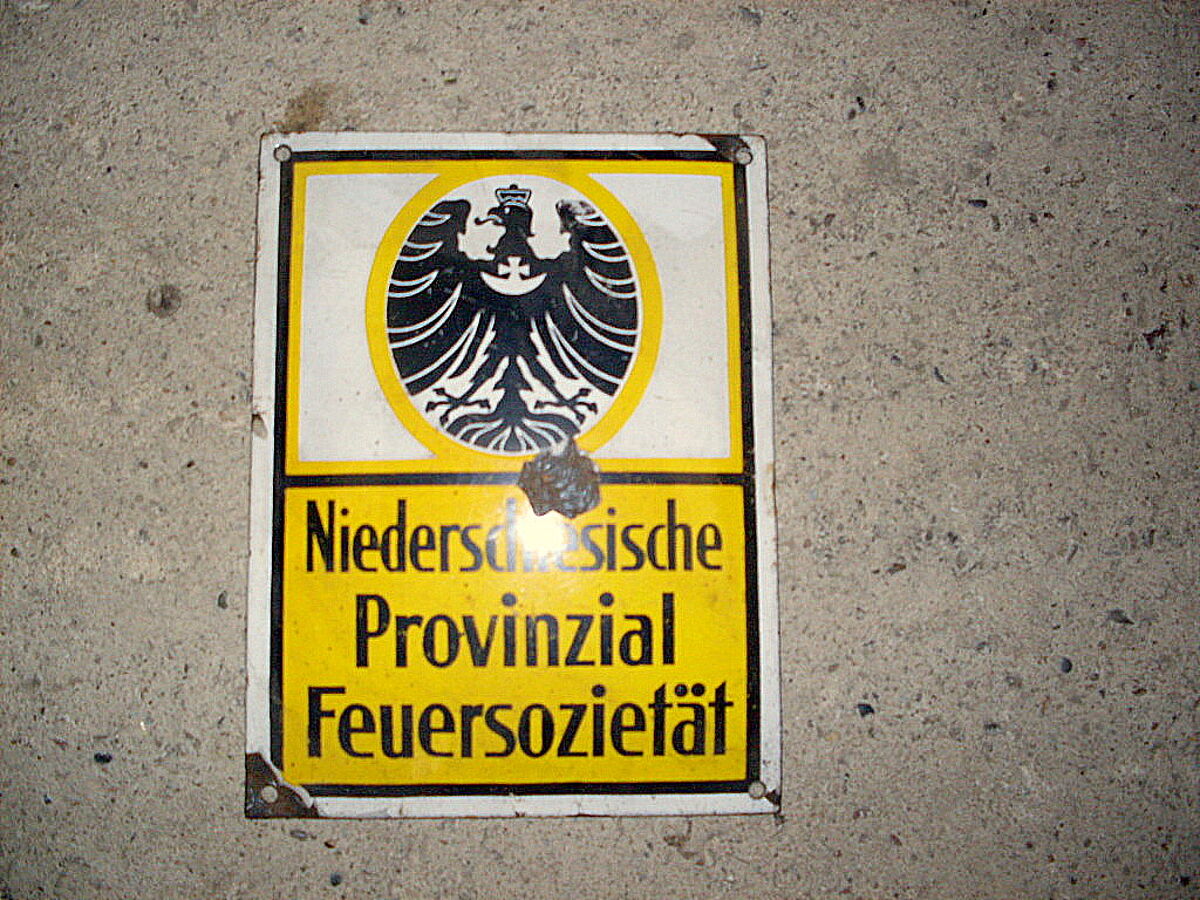 Niederschlesische
Provinzial
Feuersozietät